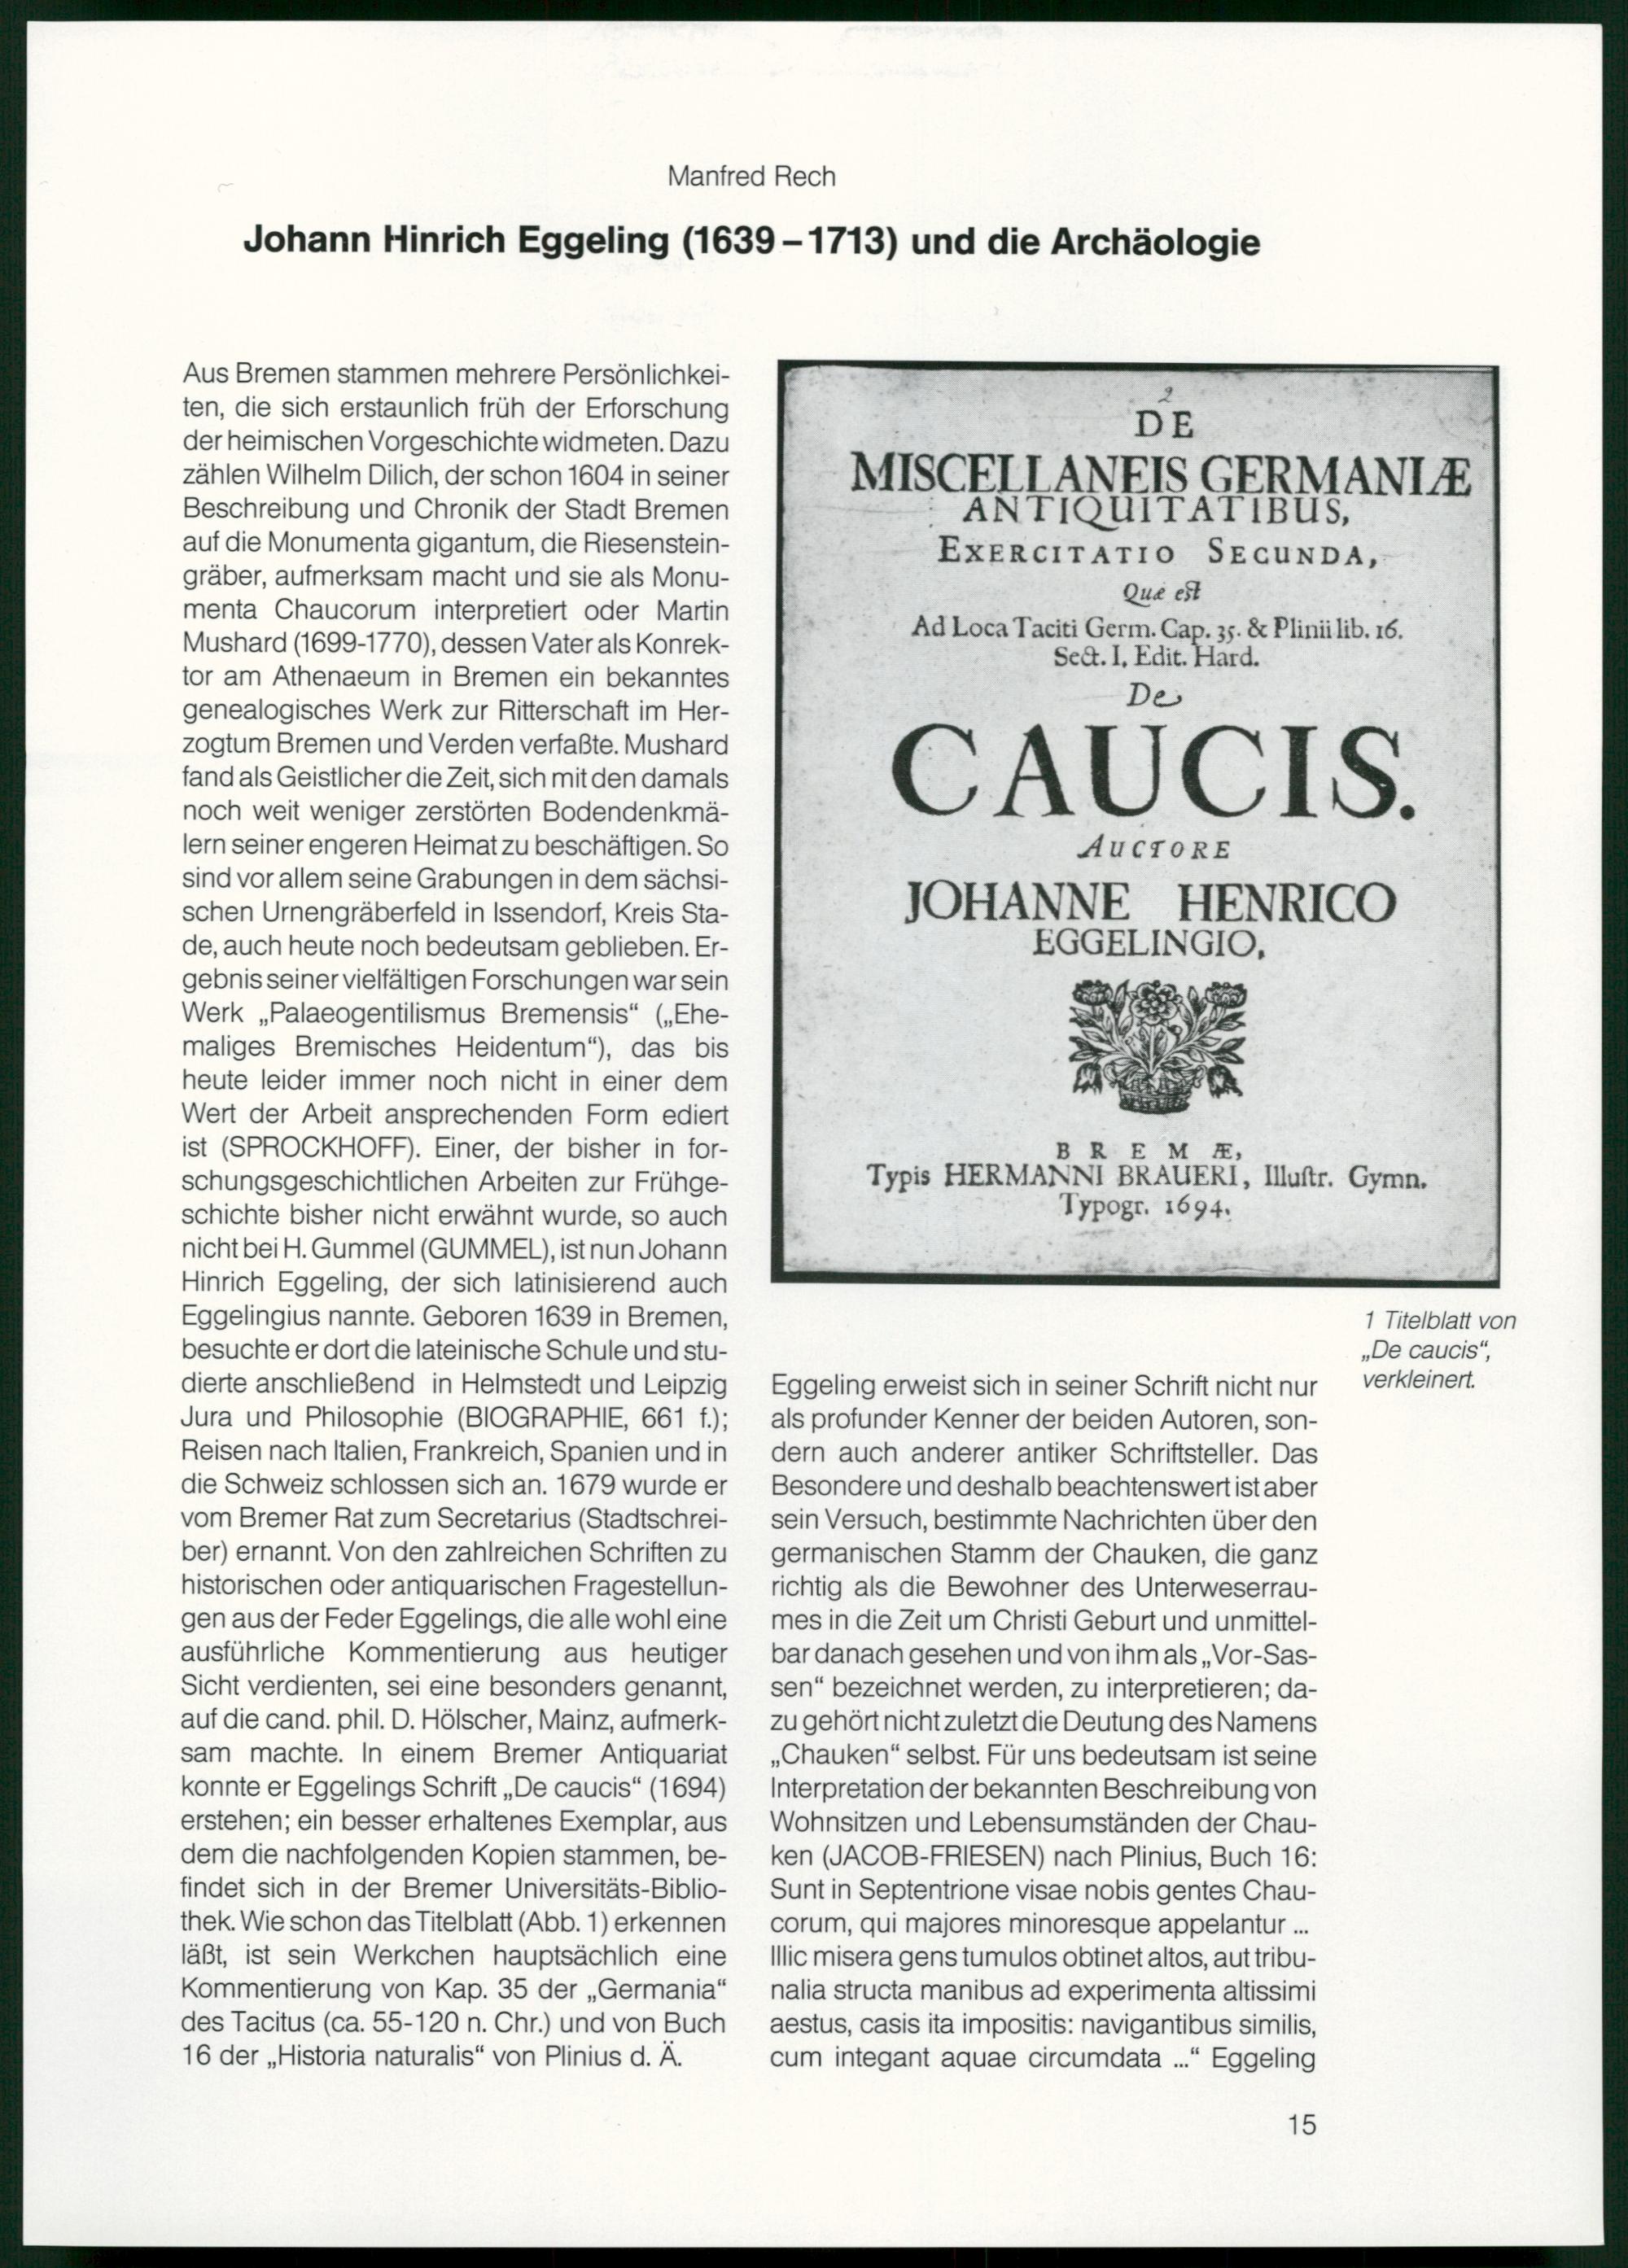 Manfred Rech
Johann Hinrich Eggeling (1639–1713) und die Archäologie
Aus Bremen stammen mehrere Persönlichkei-
ten, die sich erstaunlich früh der Erforschung
der heimischen Vorgeschichte widmeten. Dazu
zählen Wilhelm Dilich, der schon 1604 in seiner
Beschreibung und Chronik der Stadt Bremen
auf die Monumenta gigantum, die Riesenstein-
gräber, aufmerksam macht und sie als Monu-
menta Chaucorum interpretiert oder Martin
Mushard (1699-1770), dessen Vater als Konrek-
tor am Athenaeum in Bremen ein bekanntes
genealogisches Werk zur Ritterschaft im Her-
zogtum Bremen und Verden verfaßte. Mushard
fand als Geistlicher die Zeit, sich mit den damals
noch weit weniger zerstörten Bodendenkmä-
lern seiner engeren Heimat zu beschäftigen. So
sind vor allem seine Grabungen in dem sächsi-
schen Urnengräberfeld in Issendorf, Kreis Sta-
de, auch heute noch bedeutsam geblieben. Er-
gebnis seiner vielfältigen Forschungen war sein
Werk „Palaeogentilismus Bremensis“ („Ehe-
maliges Bremisches Heidentum“), das bis
heute leider immer noch nicht in einer dem
Wert der Arbeit ansprechenden Form ediert
ist (SPROCKHOFF). Einer, der bisher in for-
schungsgeschichtlichen Arbeiten zur Frühge-
schichte bisher nicht erwähnt wurde, so auch
nicht bei H. Gummel (GUMMEL), ist nun Johann
Hinrich Eggeling, der sich latinisierend auch
Eggelingius nannte. Geboren 1639 in Bremen,
besuchte er dort die lateinische Schule und stu-
dierte anschließend in Helmstedt und Leipzig
Jura und Philosophie (BIOGRAPHIE, 661 f.);
Reisen nach Italien, Frankreich, Spanien und in
die Schweiz schlossen sich an. 1679 wurde er
vom Bremer Rat zum Secretarius (Stadtschrei-
ber) ernannt. Von den zahlreichen Schriften zu
historischen oder antiquarischen Fragestellun-
gen aus der Feder Eggelings, die alle wohl eine
ausführliche Kommentierung aus heutiger
Sicht verdienten, sei eine besonders genannt,
auf die cand. phil. D. Hölscher, Mainz, aufmerk-
sam machte. In einem Bremer Antiquariat
konnte er Eggelings Schrift „De caucis“ (1694)
erstehen; ein besser erhaltenes Exemplar, aus
dem die nachfolgenden Kopien stammen, be-
findet sich in der Bremer Universitäts-Biblio-
thek. Wie schon das Titelblatt (Abb. 1) erkennen
läßt, ist sein Werkchen hauptsächlich eine
Kommentierung von Kap. 35 der „Germania“
des Tacitus (ca. 55-120 n. Chr.) und von Buch
16 der „Historia naturalis“ von Plinius d. Ä.
2
DE
MISCELLANEIS GERMANIÆ
ANTIQUITATIBUS,
EXERCITATIO SECUNDA,
Quæ est
Ad Loca Taciti Germ. Cap. 35. & Plinii lib. 16.
Sect. I. Edit. Hard.
De
CAUCIS.
AUCTORE
JOHANNE HENRICO
EGGELINGIO,
BREMÆ,
Typis HERMANNI BRAUERI, Illuſtr. Gymn.
Typogr. 1694.
1 Titelblatt von
„De caucis“,
verkleinert.
Eggeling erweist sich in seiner Schrift nicht nur
als profunder Kenner der beiden Autoren, son-
dern auch anderer antiker Schriftsteller. Das
Besondere und deshalb beachtenswert ist aber
sein Versuch, bestimmte Nachrichten über den
germanischen Stamm der Chauken, die ganz
richtig als die Bewohner des Unterweserrau-
mes in die Zeit um Christi Geburt und unmittel-
bar danach gesehen und von ihm als „Vor-Sas-
sen“ bezeichnet werden, zu interpretieren; da-
zu gehört nicht zuletzt die Deutung des Namens
„Chauken“ selbst. Für uns bedeutsam ist seine
Interpretation der bekannten Beschreibung von
Wohnsitzen und Lebensumständen der Chau-
ken (JACOB-FRIESEN) nach Plinius, Buch 16:
Sunt in Septentrione visae nobis gentes Chau-
corum, qui majores minoresque appelantur ...
Illic misera gens tumulos obtinet altos, aut tribu-
nalia structa manibus ad experimenta altissimi
aestus, casis ita impositis: navigantibus similis,
cum integant aquae circumdata ...“ Eggeling
15